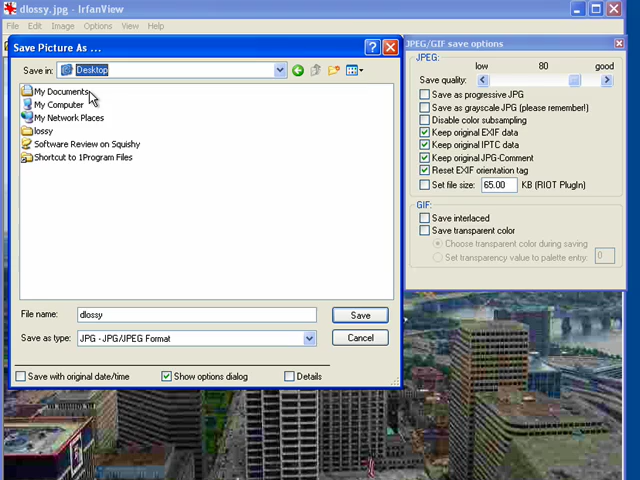 dlossy.jpg - IrfanView
File Edit Image Options View Help
Save Picture As ...
Save in: Desktop
My Documents
My Computer
My Network Places
lossy
Software Review on Squishy
Shortcut to 1Program Files
File name: dlossy
Save
Save as type: JPG - JPG/JPEG Format
Cancel
Save with original date/time Show options dialog Details
JPEG/GIF save options
JPEG:
low 80 good
Save quality:
Save as progressive JPG
Save as grayscale JPG (please remember!)
Disable color subsampling
Keep original EXIF data
Keep original IPTC data
Keep original JPG-Comment
Reset EXIF orientation tag
Set file size: 65.00 KB (RIOT PlugIn)
GIF:
Save interlaced
Save transparent color
Choose transparent color during saving
Set transparency value to palette entry: 0